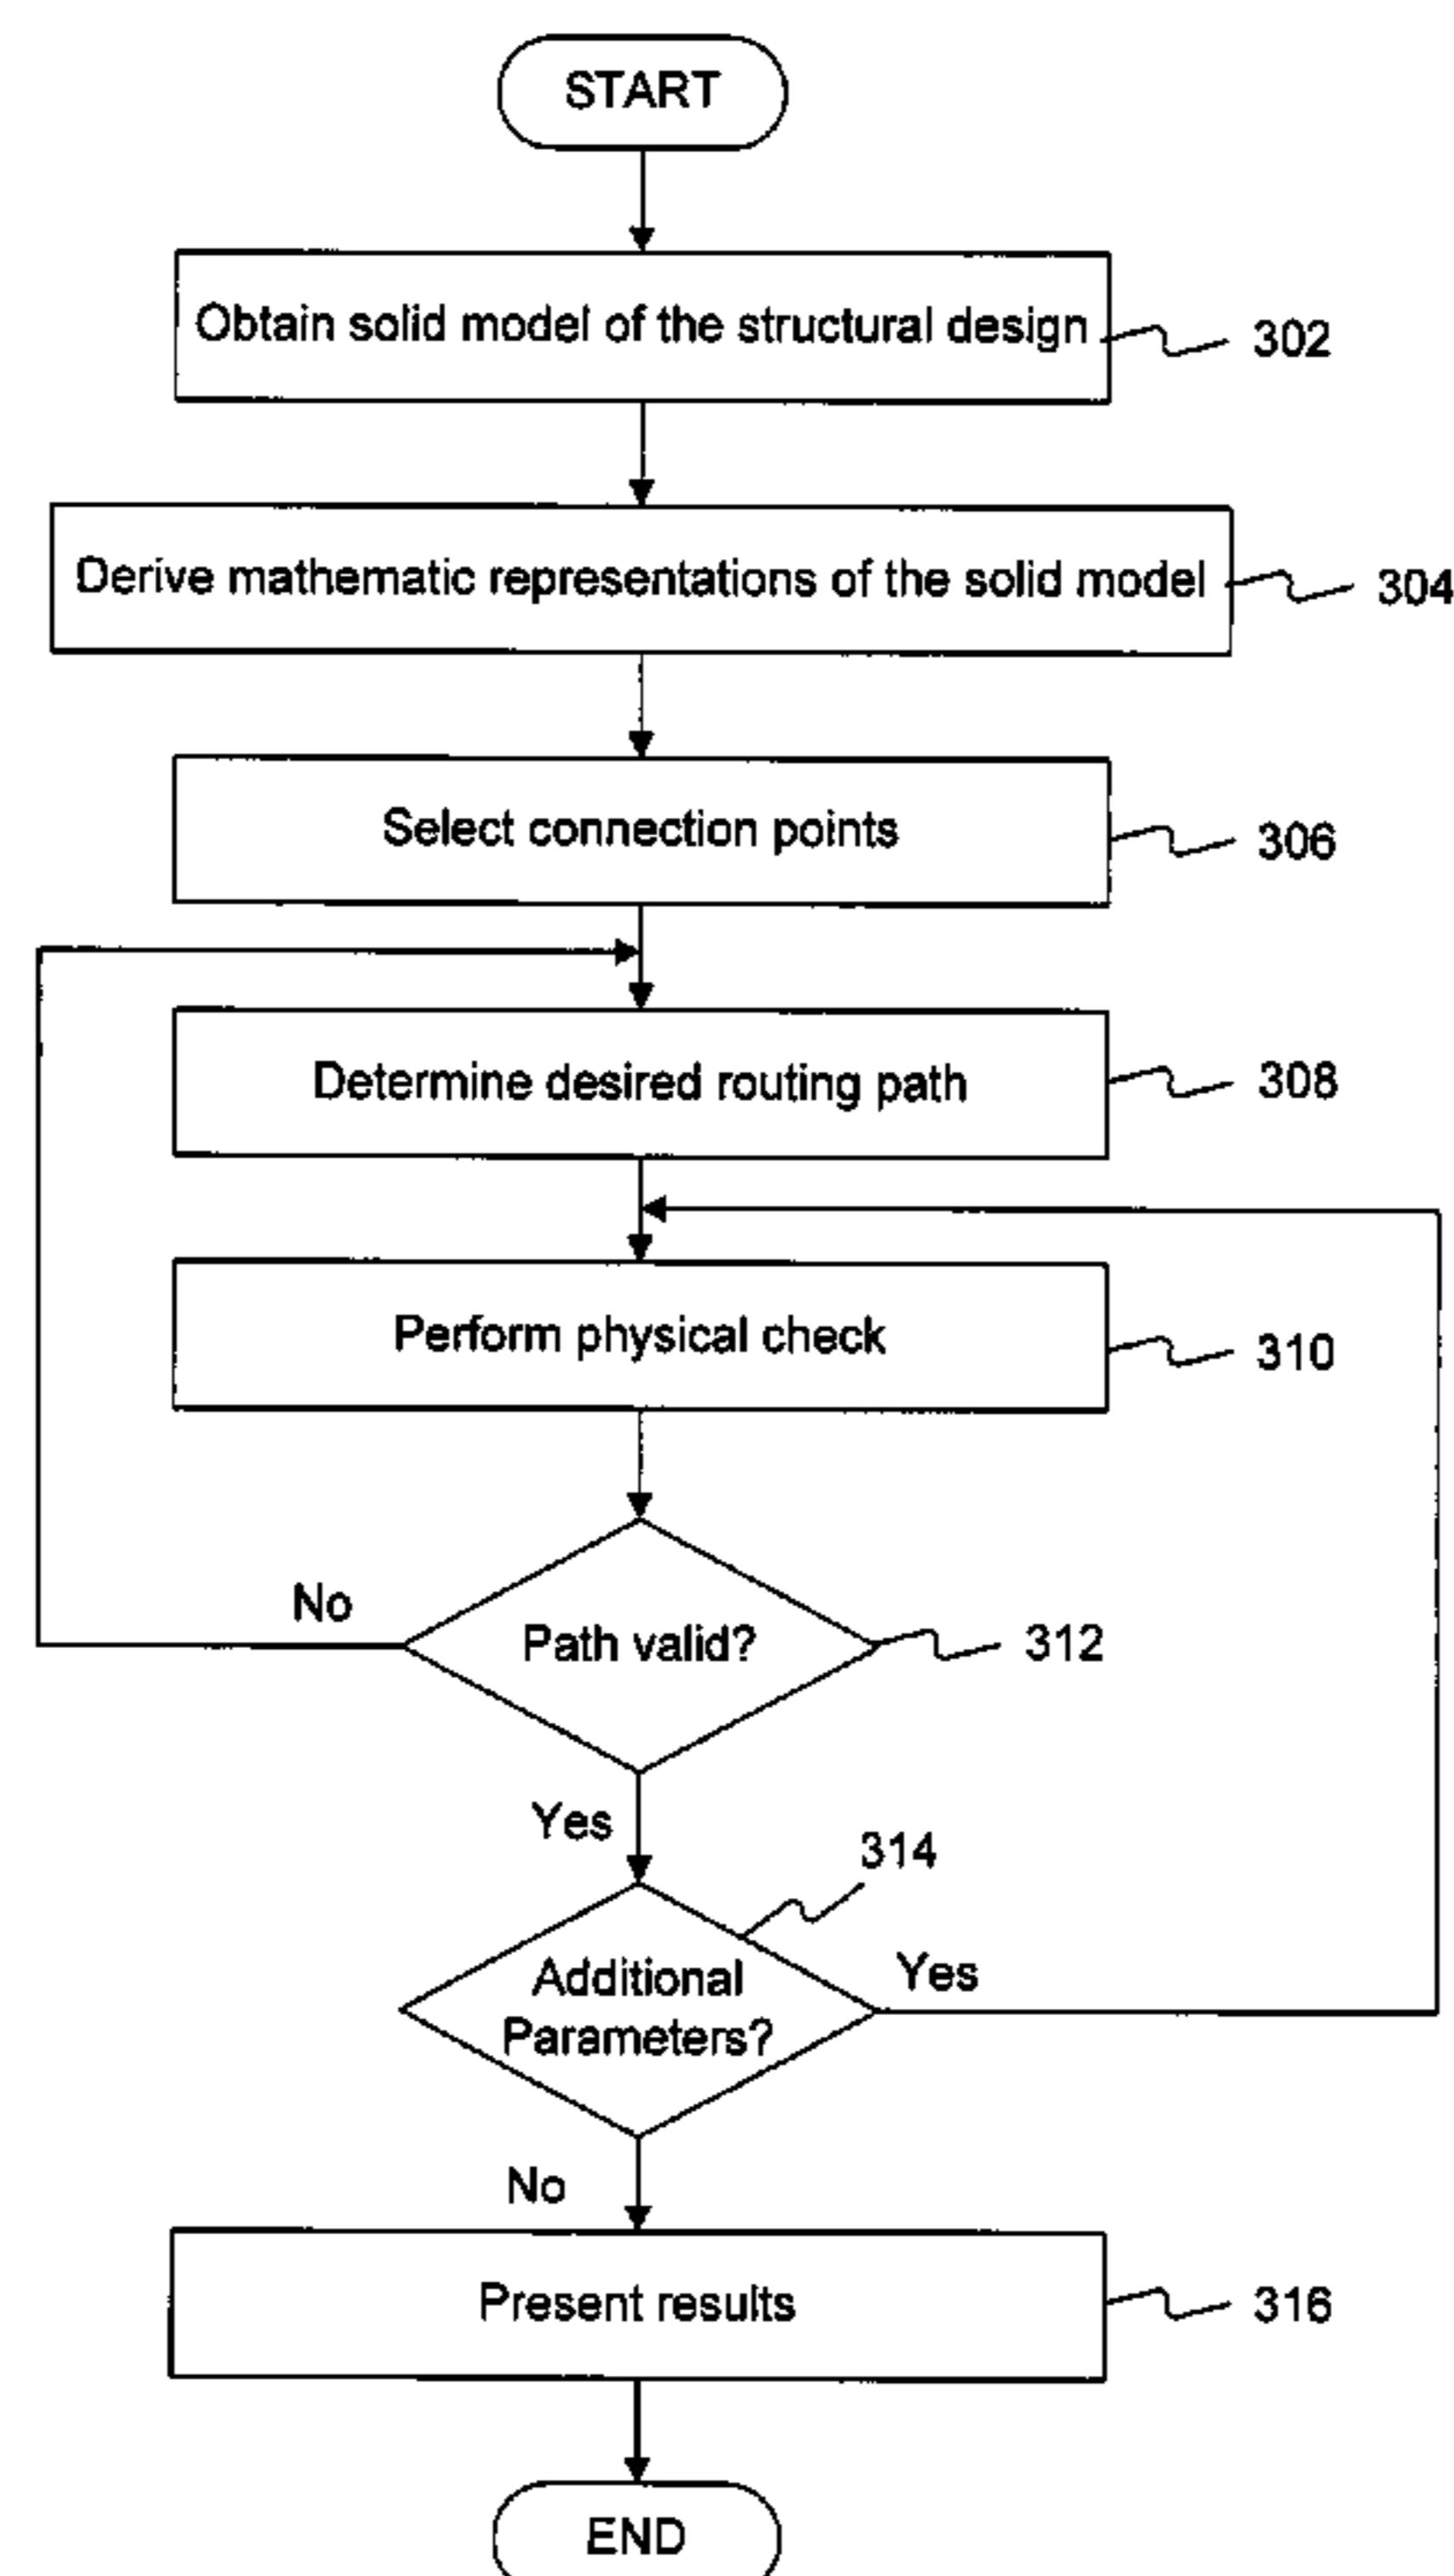 START
Obtain solid model of the structural design
302
Derive mathematic representations of the solid model
304
Select connection points
306
Determine desired routing path
308
Perform physical check
310
No
Path valid?
312
Yes
314
Additional
Parameters?
Yes
No
Present results
316
END